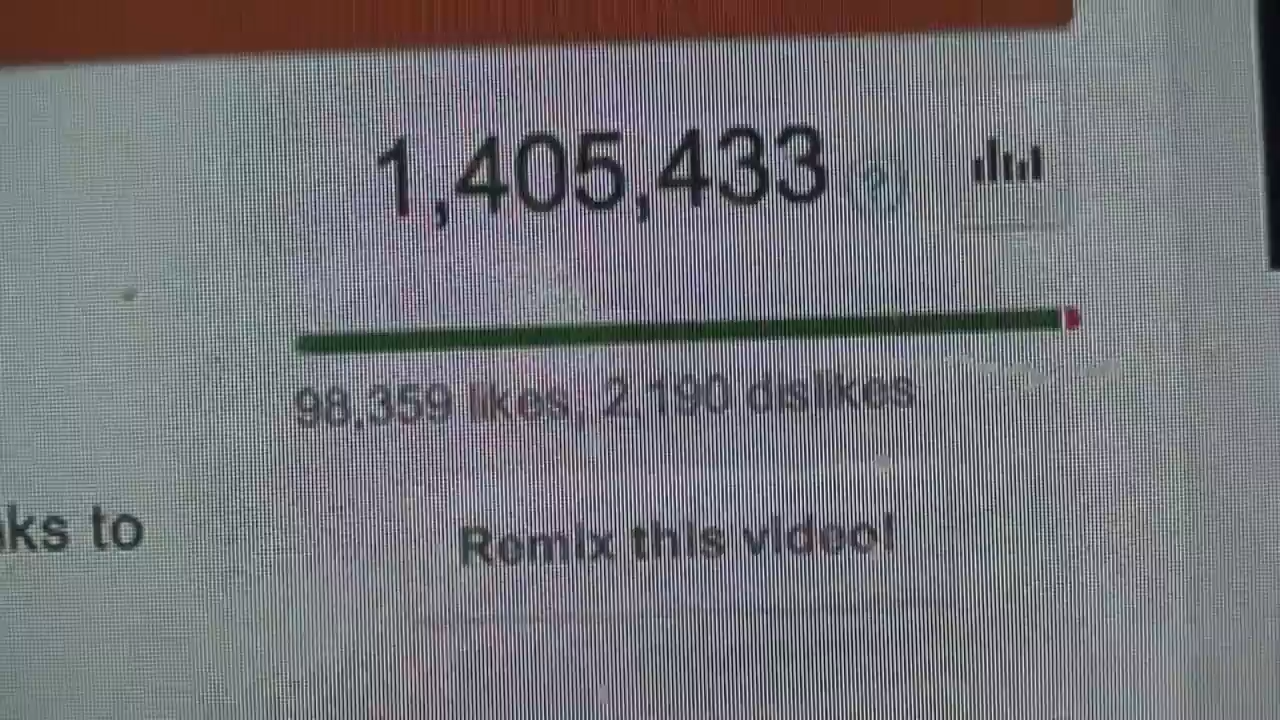 1,405,433
98,359 likes, 2,190 dislikes
ks to
Remix this video!